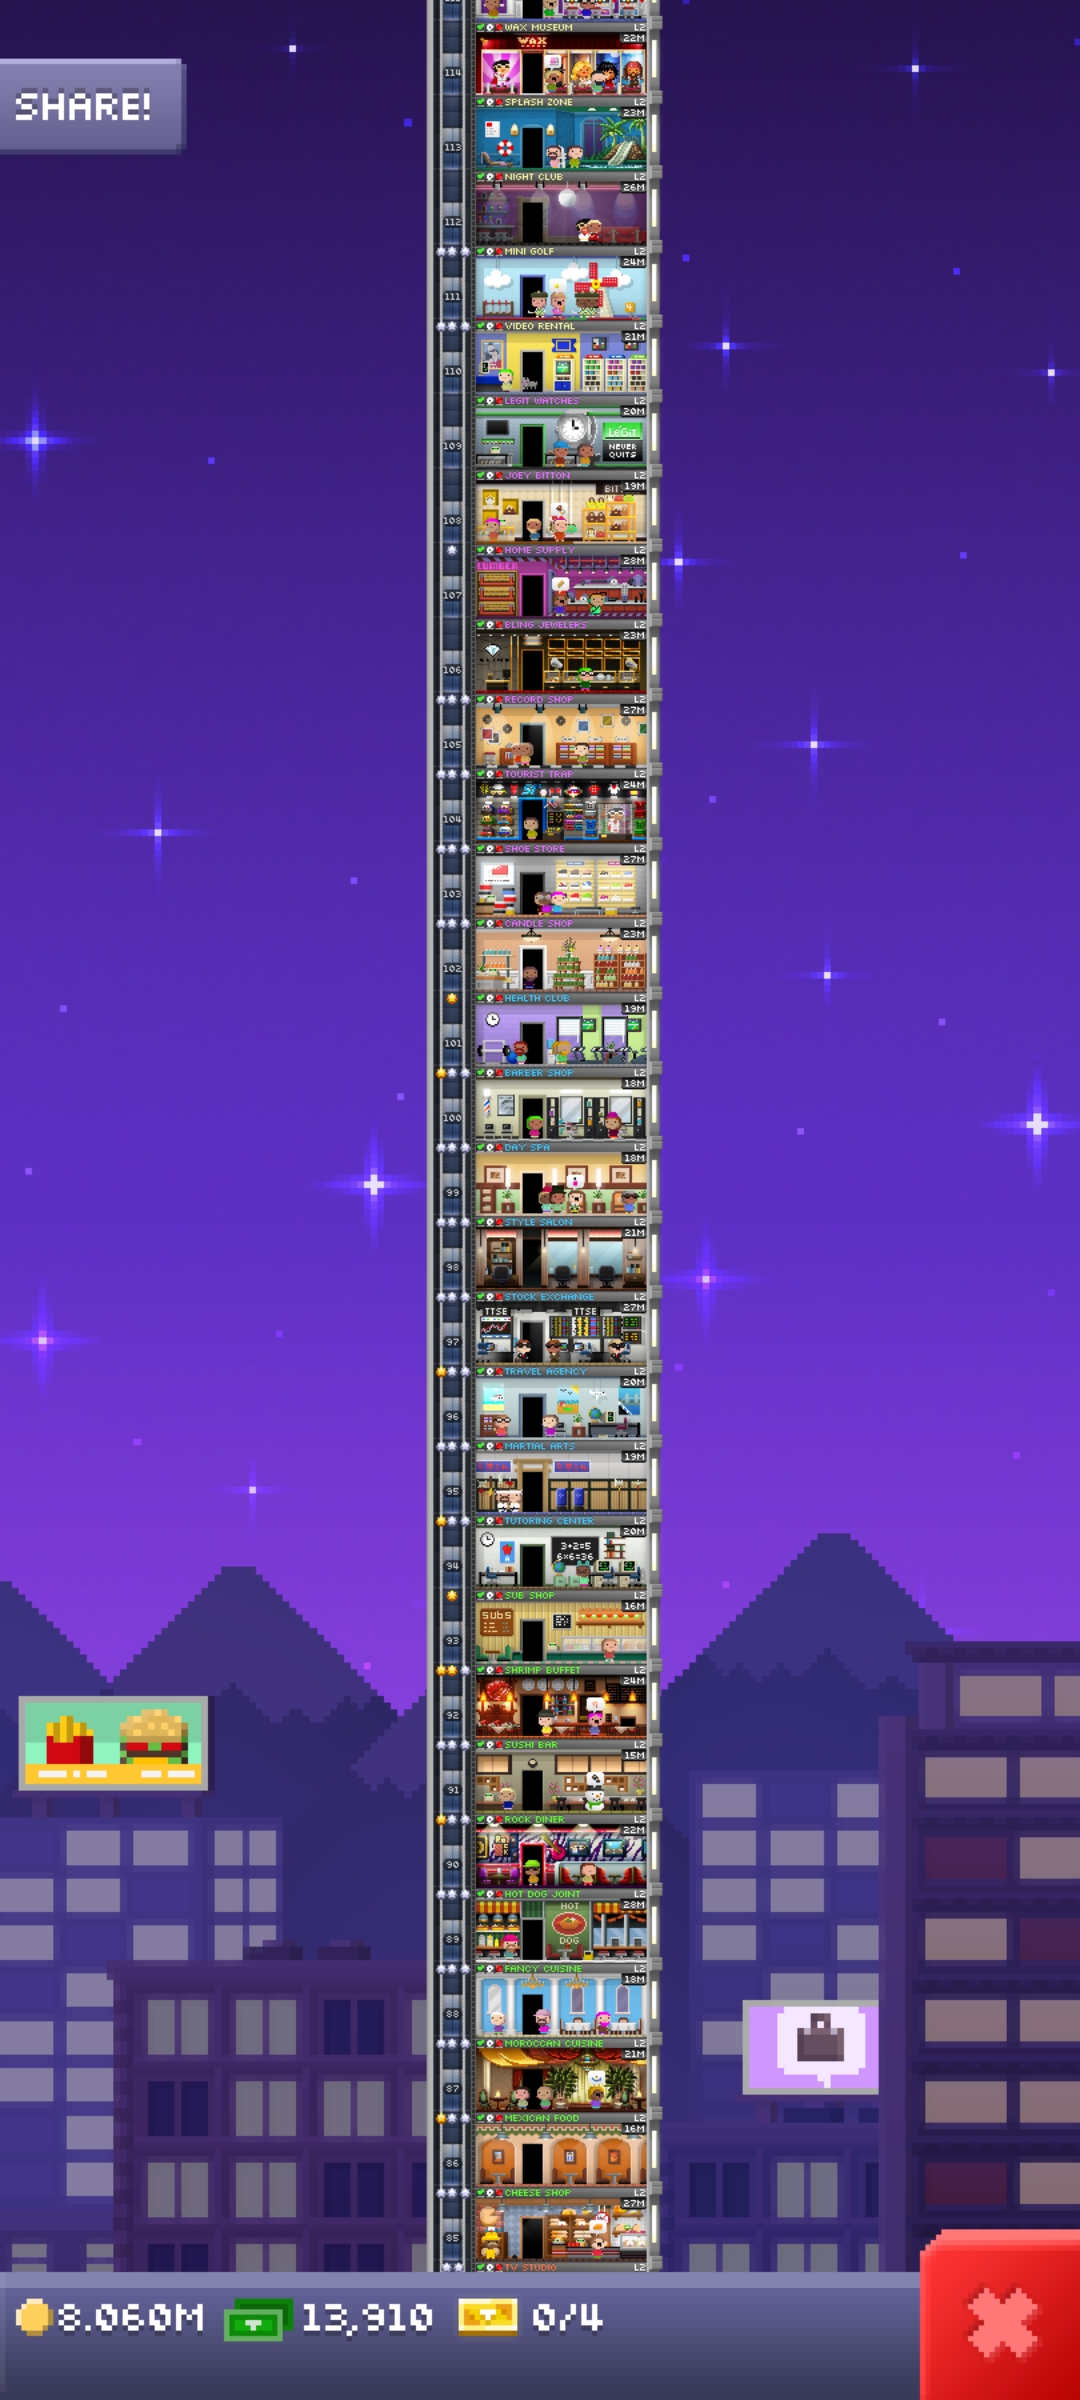 WAX MUSEUM L2
22M
WAX
114
SPLASH ZONE L2
23M
113
NIGHT CLUB L2
26M
112
MINI GOLF L2
24M
111
VIDEO RENTAL L2
21M
110
LEGIT WATCHES L2
20M
LeGit
NEVER
QUITS
109
JOEY BITTON L2
BIT 19M
108
HOME SUPPLY L2
LUMBER 28M
107
BLING JEWELERS L2
23M
106
RECORD SHOP L2
27M
105
TOURIST TRAP L2
24M
104
SHOE STORE L2
27M
103
CANDLE SHOP L2
23M
102
HEALTH CLUB L2
19M
101
BARBER SHOP L2
18M
100
DAY SPA L2
18M
99
STYLE SALON L2
21M
98
STOCK EXCHANGE L2
27M
TTSE TTSE
97
TRAVEL AGENCY L2
20M
96
MARTIAL ARTS L2
19M
95
TUTORING CENTER L2
20M
3+2=5
6×6=36
94
SUB SHOP L2
16M
SUBS
93
SHRIMP BUFFET L2
24M
92
SUSHI BAR L2
15M
91
ROCK DINER L2
22M
90
HOT DOG JOINT L2
28M
HOT
DOG
89
FANCY CUISINE L2
18M
88
MOROCCAN CUISINE L2
21M
87
MEXICAN FOOD L2
16M
86
CHEESE SHOP L2
27M
85
TV STUDIO L2
SHARE!
8.060M 13,910 0/4